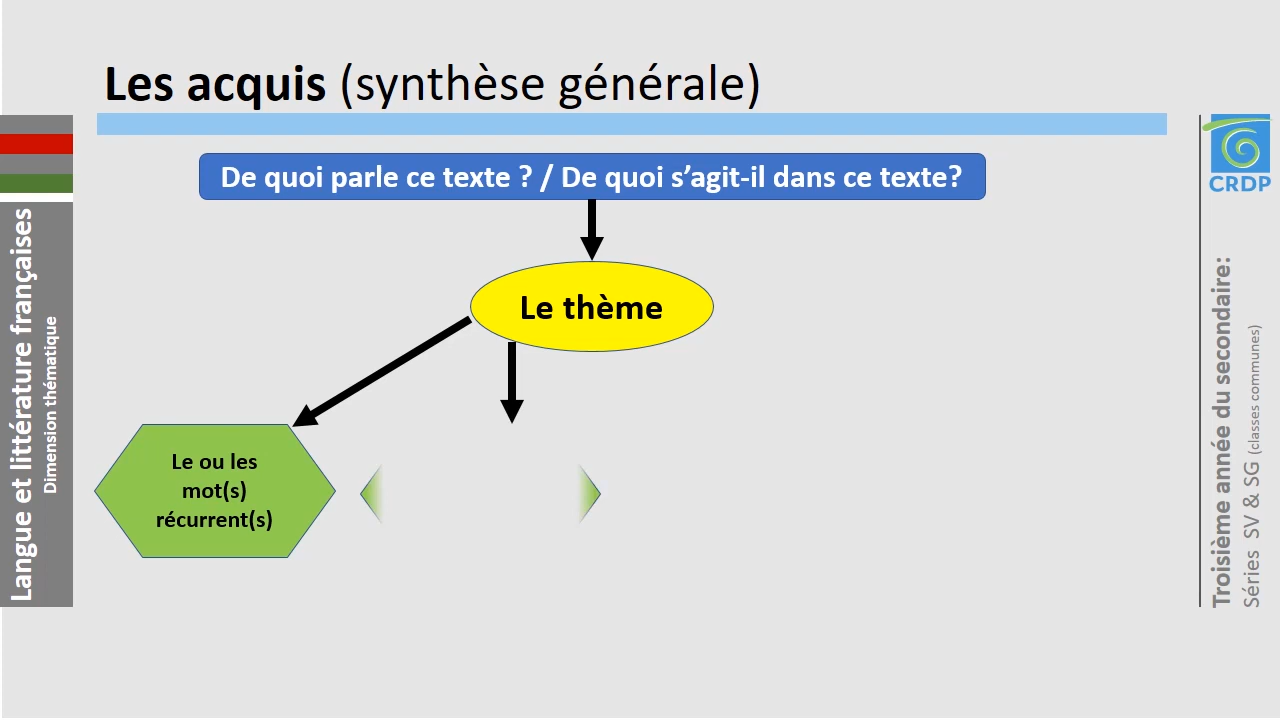 Les acquis (synthèse générale)
De quoi parle ce texte ? / De quoi s’agit-il dans ce texte?
Le thème
Le ou les
mot(s)
récurrent(s)
Langue et littérature françaises
Dimension thématique
CRDP
Troisième année du secondaire:
Séries SV & SG (classes communes)